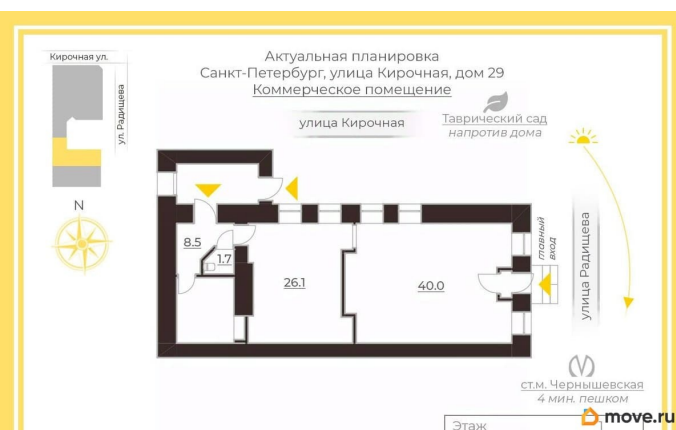 Кирочная ул.
ул. Радищева
Актуальная планировка
Санкт-Петербург, улица Кирочная, дом 29
Коммерческое помещение
улица Кирочная
Таврический сад
напротив дома
N
8.5
1.7
26.1
40.0
главный
вход
улица Радищева
ст.м. Чернышевская
4 мин. пешком
Этаж
move.ru